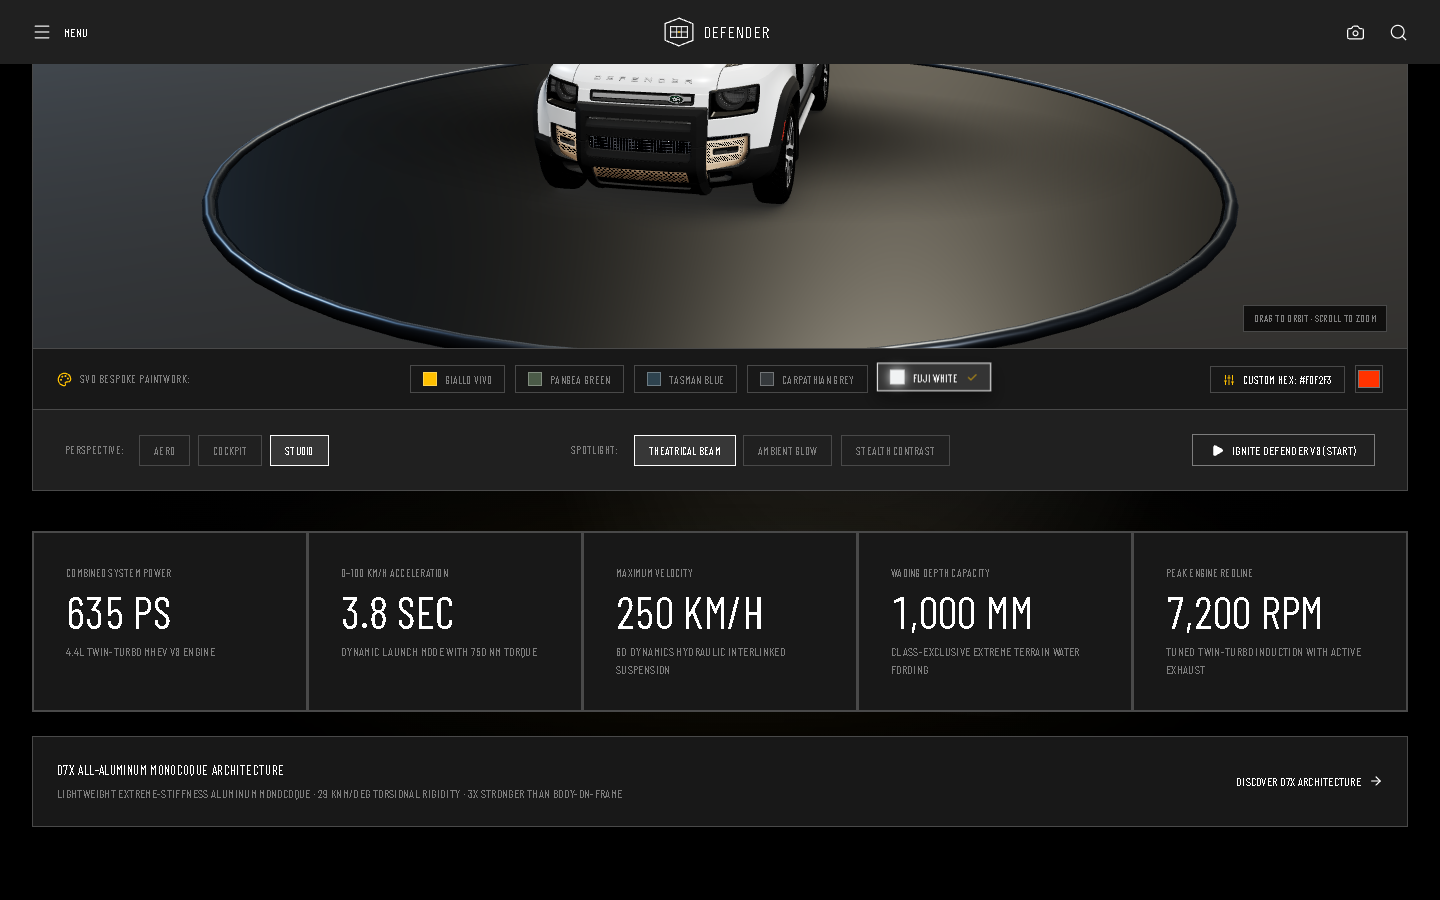 MENU
DEFENDER
DEFENDER
DRAG TO ORBIT · SCROLL TO ZOOM
SVO BESPOKE PAINTWORK:
GIALLO VIVO
PANGEA GREEN
TASMAN BLUE
CARPATHIAN GREY
FUJI WHITE
CUSTOM HEX: #F0F2F3
PERSPECTIVE:
AERO
COCKPIT
STUDIO
SPOTLIGHT:
THEATRICAL BEAM
AMBIENT GLOW
STEALTH CONTRAST
IGNITE DEFENDER V8 (START)
COMBINED SYSTEM POWER
635 PS
4.4L TWIN-TURBO MHEV V8 ENGINE
0-100 KM/H ACCELERATION
3.8 SEC
DYNAMIC LAUNCH MODE WITH 750 NM TORQUE
MAXIMUM VELOCITY
250 KM/H
6D DYNAMICS HYDRAULIC INTERLINKED
SUSPENSION
WADING DEPTH CAPACITY
1,000 MM
CLASS-EXCLUSIVE EXTREME TERRAIN WATER
FORDING
PEAK ENGINE REDLINE
7,200 RPM
TUNED TWIN-TURBO INDUCTION WITH ACTIVE
EXHAUST
D7X ALL-ALUMINUM MONOCOQUE ARCHITECTURE
LIGHTWEIGHT EXTREME-STIFFNESS ALUMINUM MONOCOQUE · 29 KNM/DEG TORSIONAL RIGIDITY · 3X STRONGER THAN BODY-ON-FRAME
DISCOVER D7X ARCHITECTURE